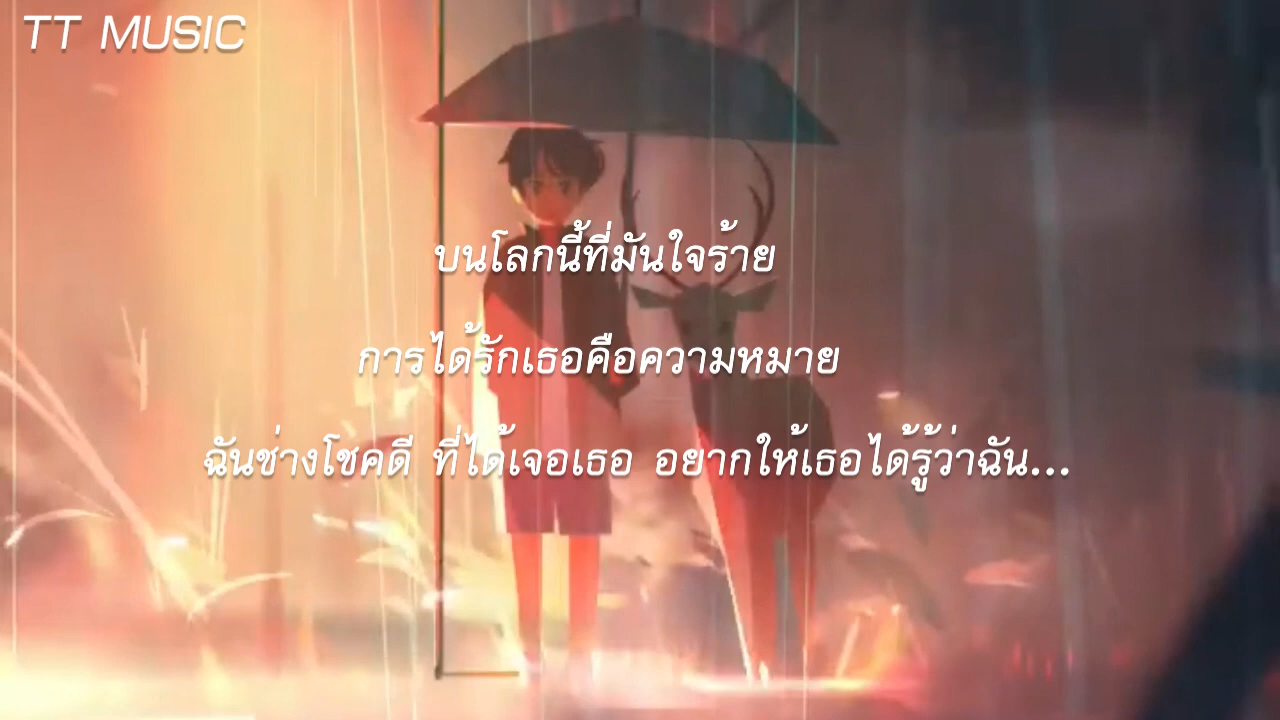 TT MUSIC
บนโลกนี้ที่มันใจร้าย
การได้รักเธอคือความหมาย
ฉันช่างโชคดี ที่ได้เจอเธอ อยากให้เธอได้รู้ว่าฉัน...